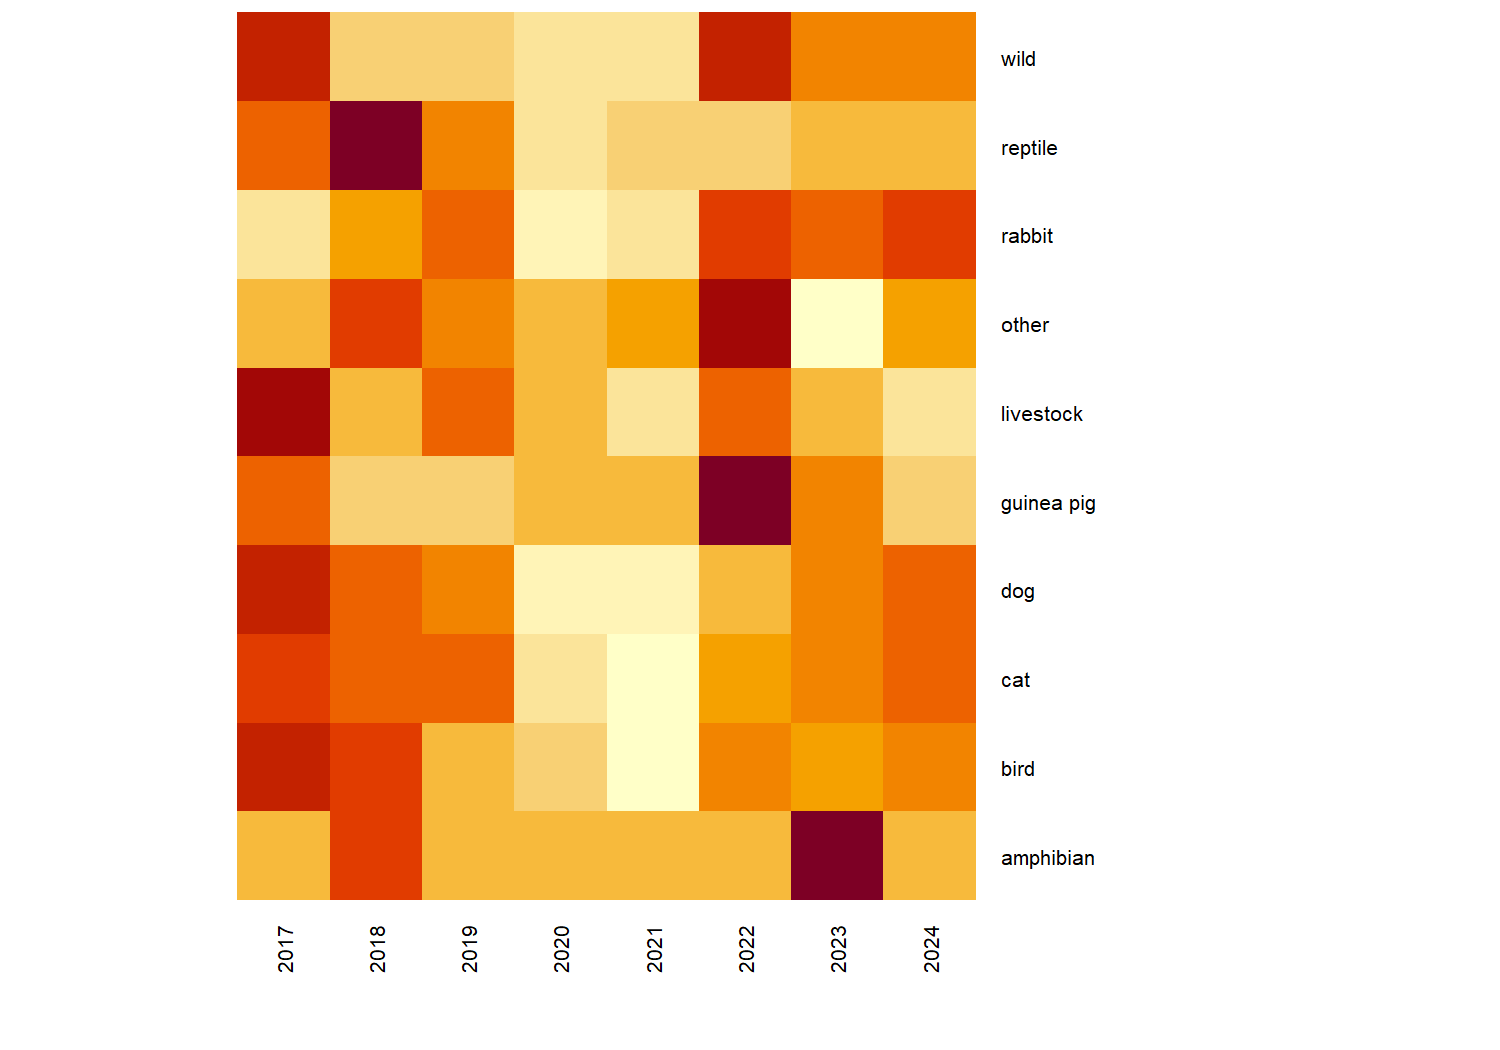 wild
reptile
rabbit
other
livestock
guinea pig
dog
cat
bird
amphibian
2017
2018
2019
2020
2021
2022
2023
2024